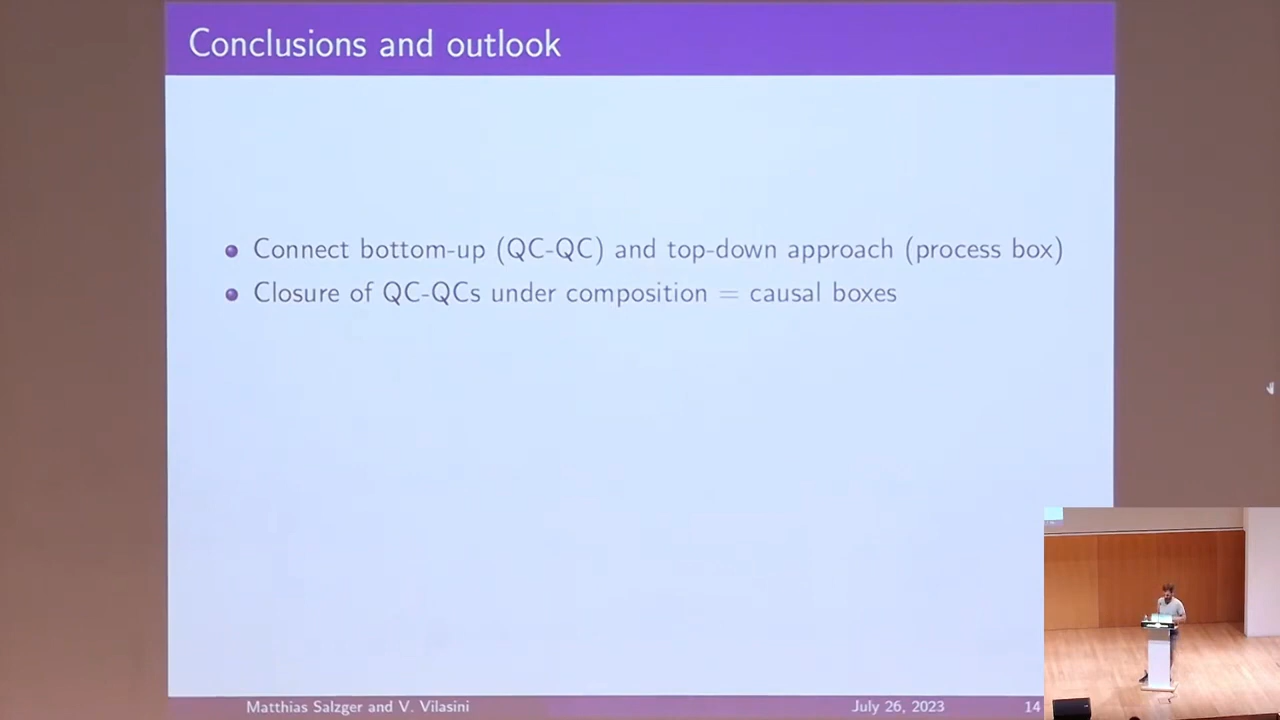 Conclusions and outlook
Connect bottom-up (QC-QC) and top-down approach (process box)
Closure of QC-QCs under composition = causal boxes
Matthias Salzger and V. Vilasini
July 26, 2023
14